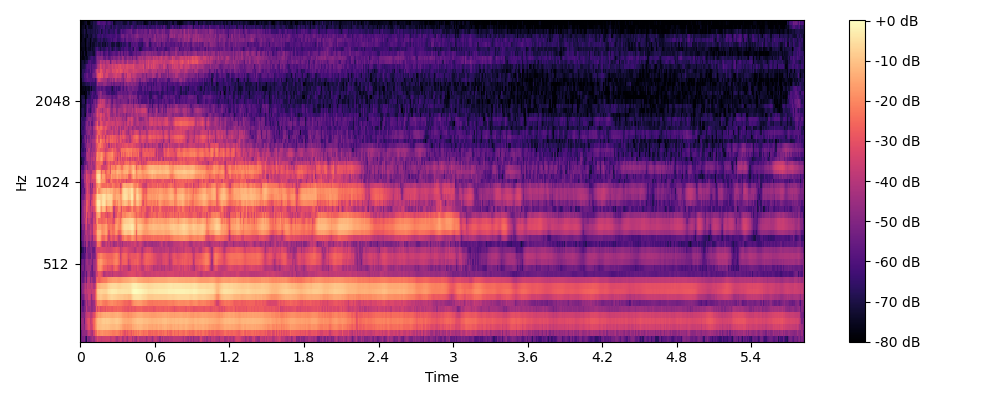 +0 dB
-10 dB
-20 dB
-30 dB
-40 dB
-50 dB
-60 dB
-70 dB
-80 dB
Hz
2048
1024
512
0 0.6 1.2 1.8 2.4 3 3.6 4.2 4.8 5.4
Time